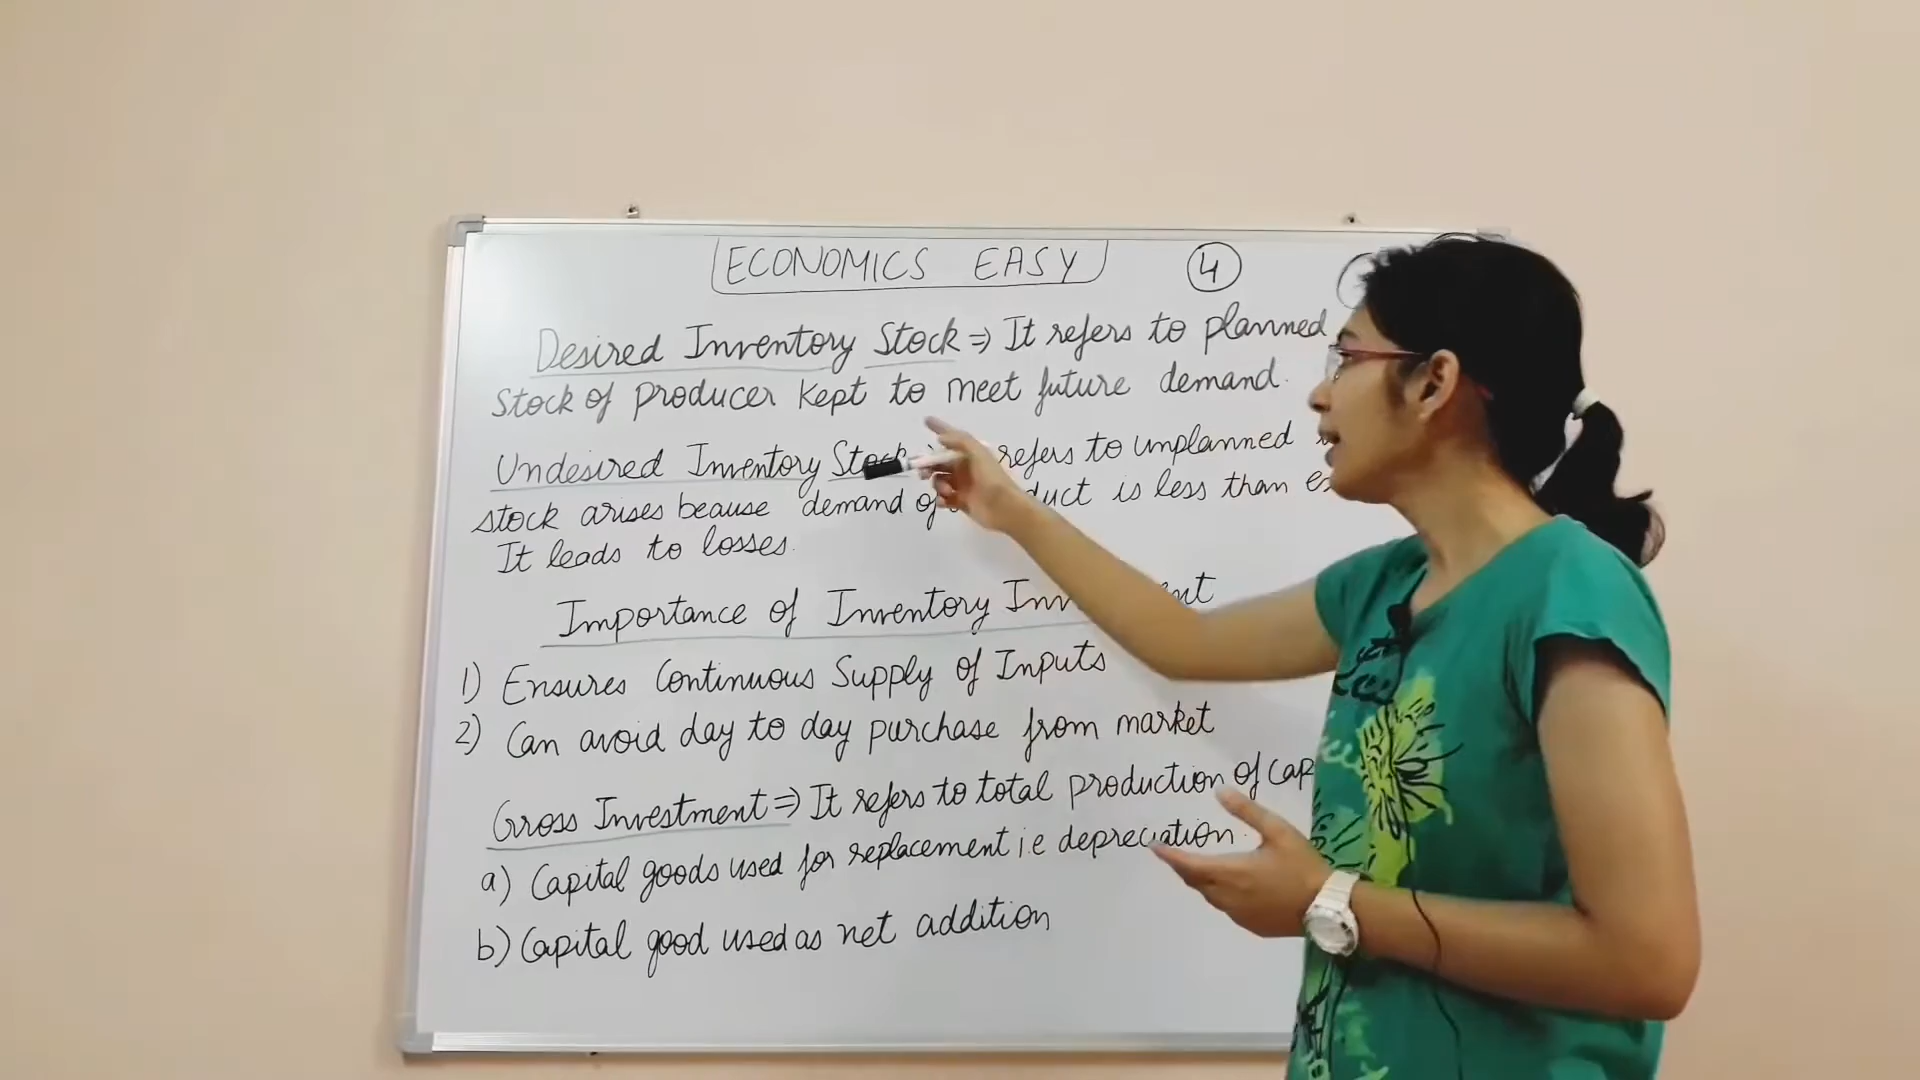 ECONOMICS EASY 4
Desired Inventory Stock ⇒ It refers to planned
Stock of producer kept to meet future demand.
Undesired Inventory Stock refers to unplanned
stock arises beause demand of is less than
It leads to losses.
Importance of Inventory
1) Ensures Continuous Supply of Inputs
2) Can avoid day to day purchase from market
Gross Investment ⇒ It refers to total production of
a) Capital goods used for replacement i.e depreciation.
b) Capital good used as net addition